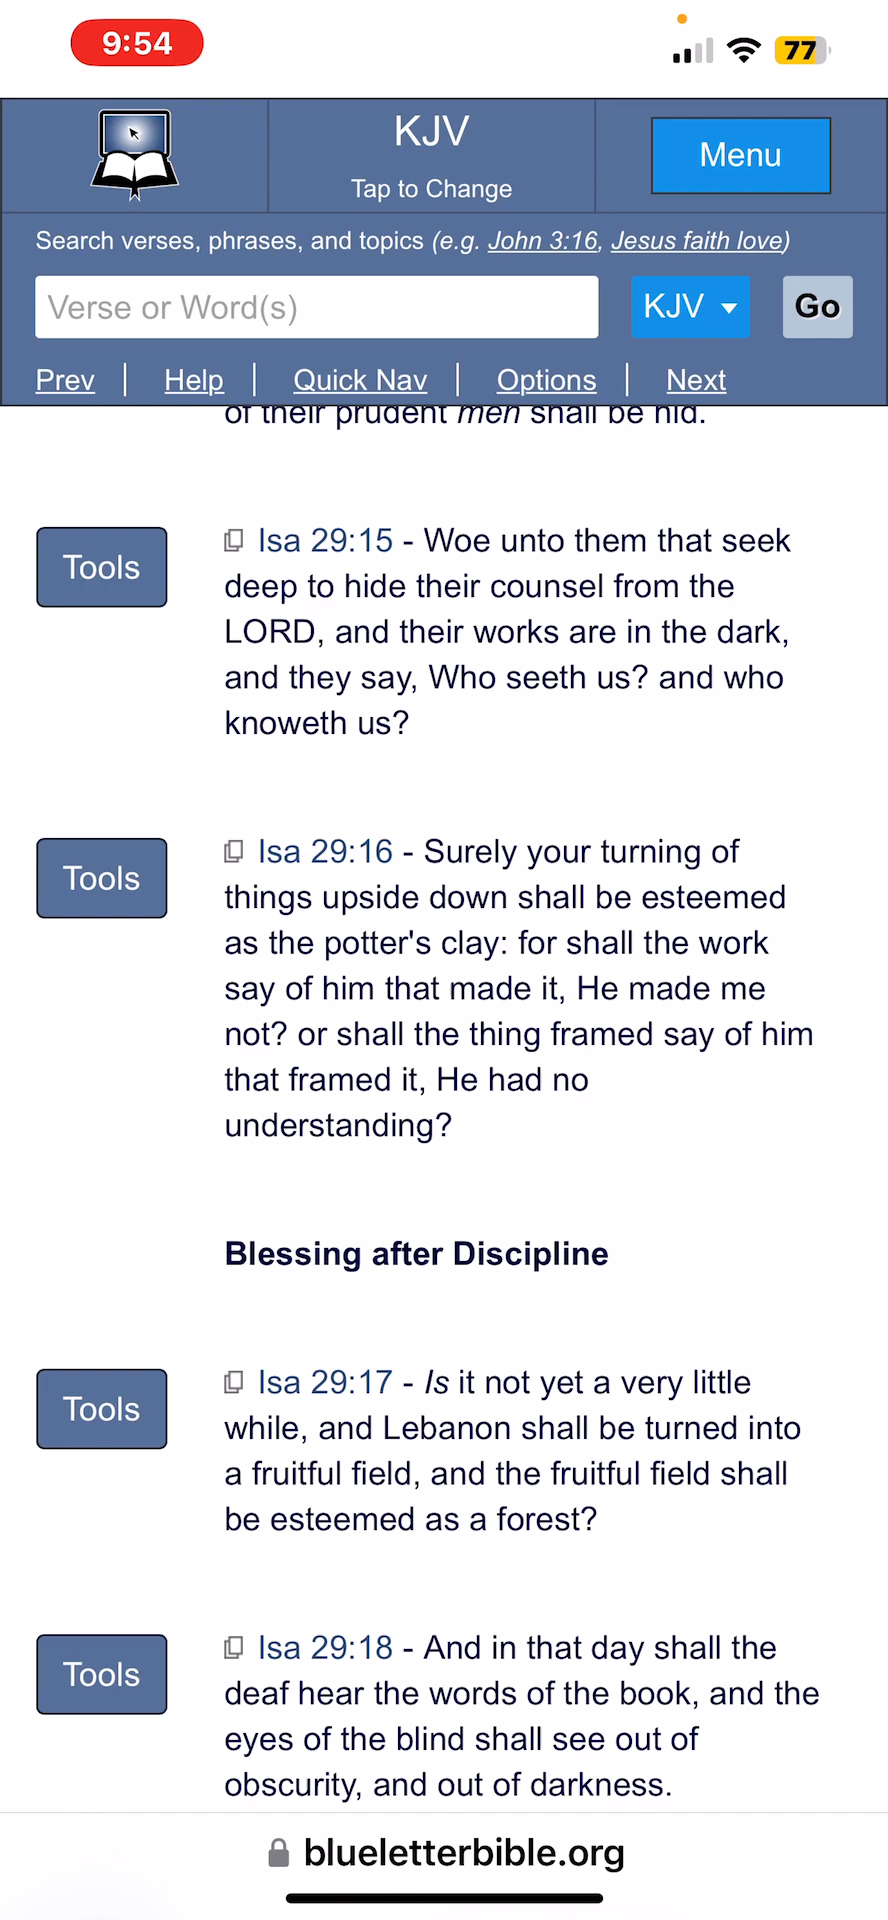 9:54
77
KJV
Tap to Change
Menu
Search verses, phrases, and topics (e.g. John 3:16, Jesus faith love)
Verse or Word(s)
KJV
Go
Prev | Help | Quick Nav | Options | Next
of their prudent men shall be hid.
Tools
Isa 29:15 - Woe unto them that seek
deep to hide their counsel from the
LORD, and their works are in the dark,
and they say, Who seeth us? and who
knoweth us?
Tools
Isa 29:16 - Surely your turning of
things upside down shall be esteemed
as the potter's clay: for shall the work
say of him that made it, He made me
not? or shall the thing framed say of him
that framed it, He had no
understanding?
Blessing after Discipline
Tools
Isa 29:17 - Is it not yet a very little
while, and Lebanon shall be turned into
a fruitful field, and the fruitful field shall
be esteemed as a forest?
Tools
Isa 29:18 - And in that day shall the
deaf hear the words of the book, and the
eyes of the blind shall see out of
obscurity, and out of darkness.
blueletterbible.org